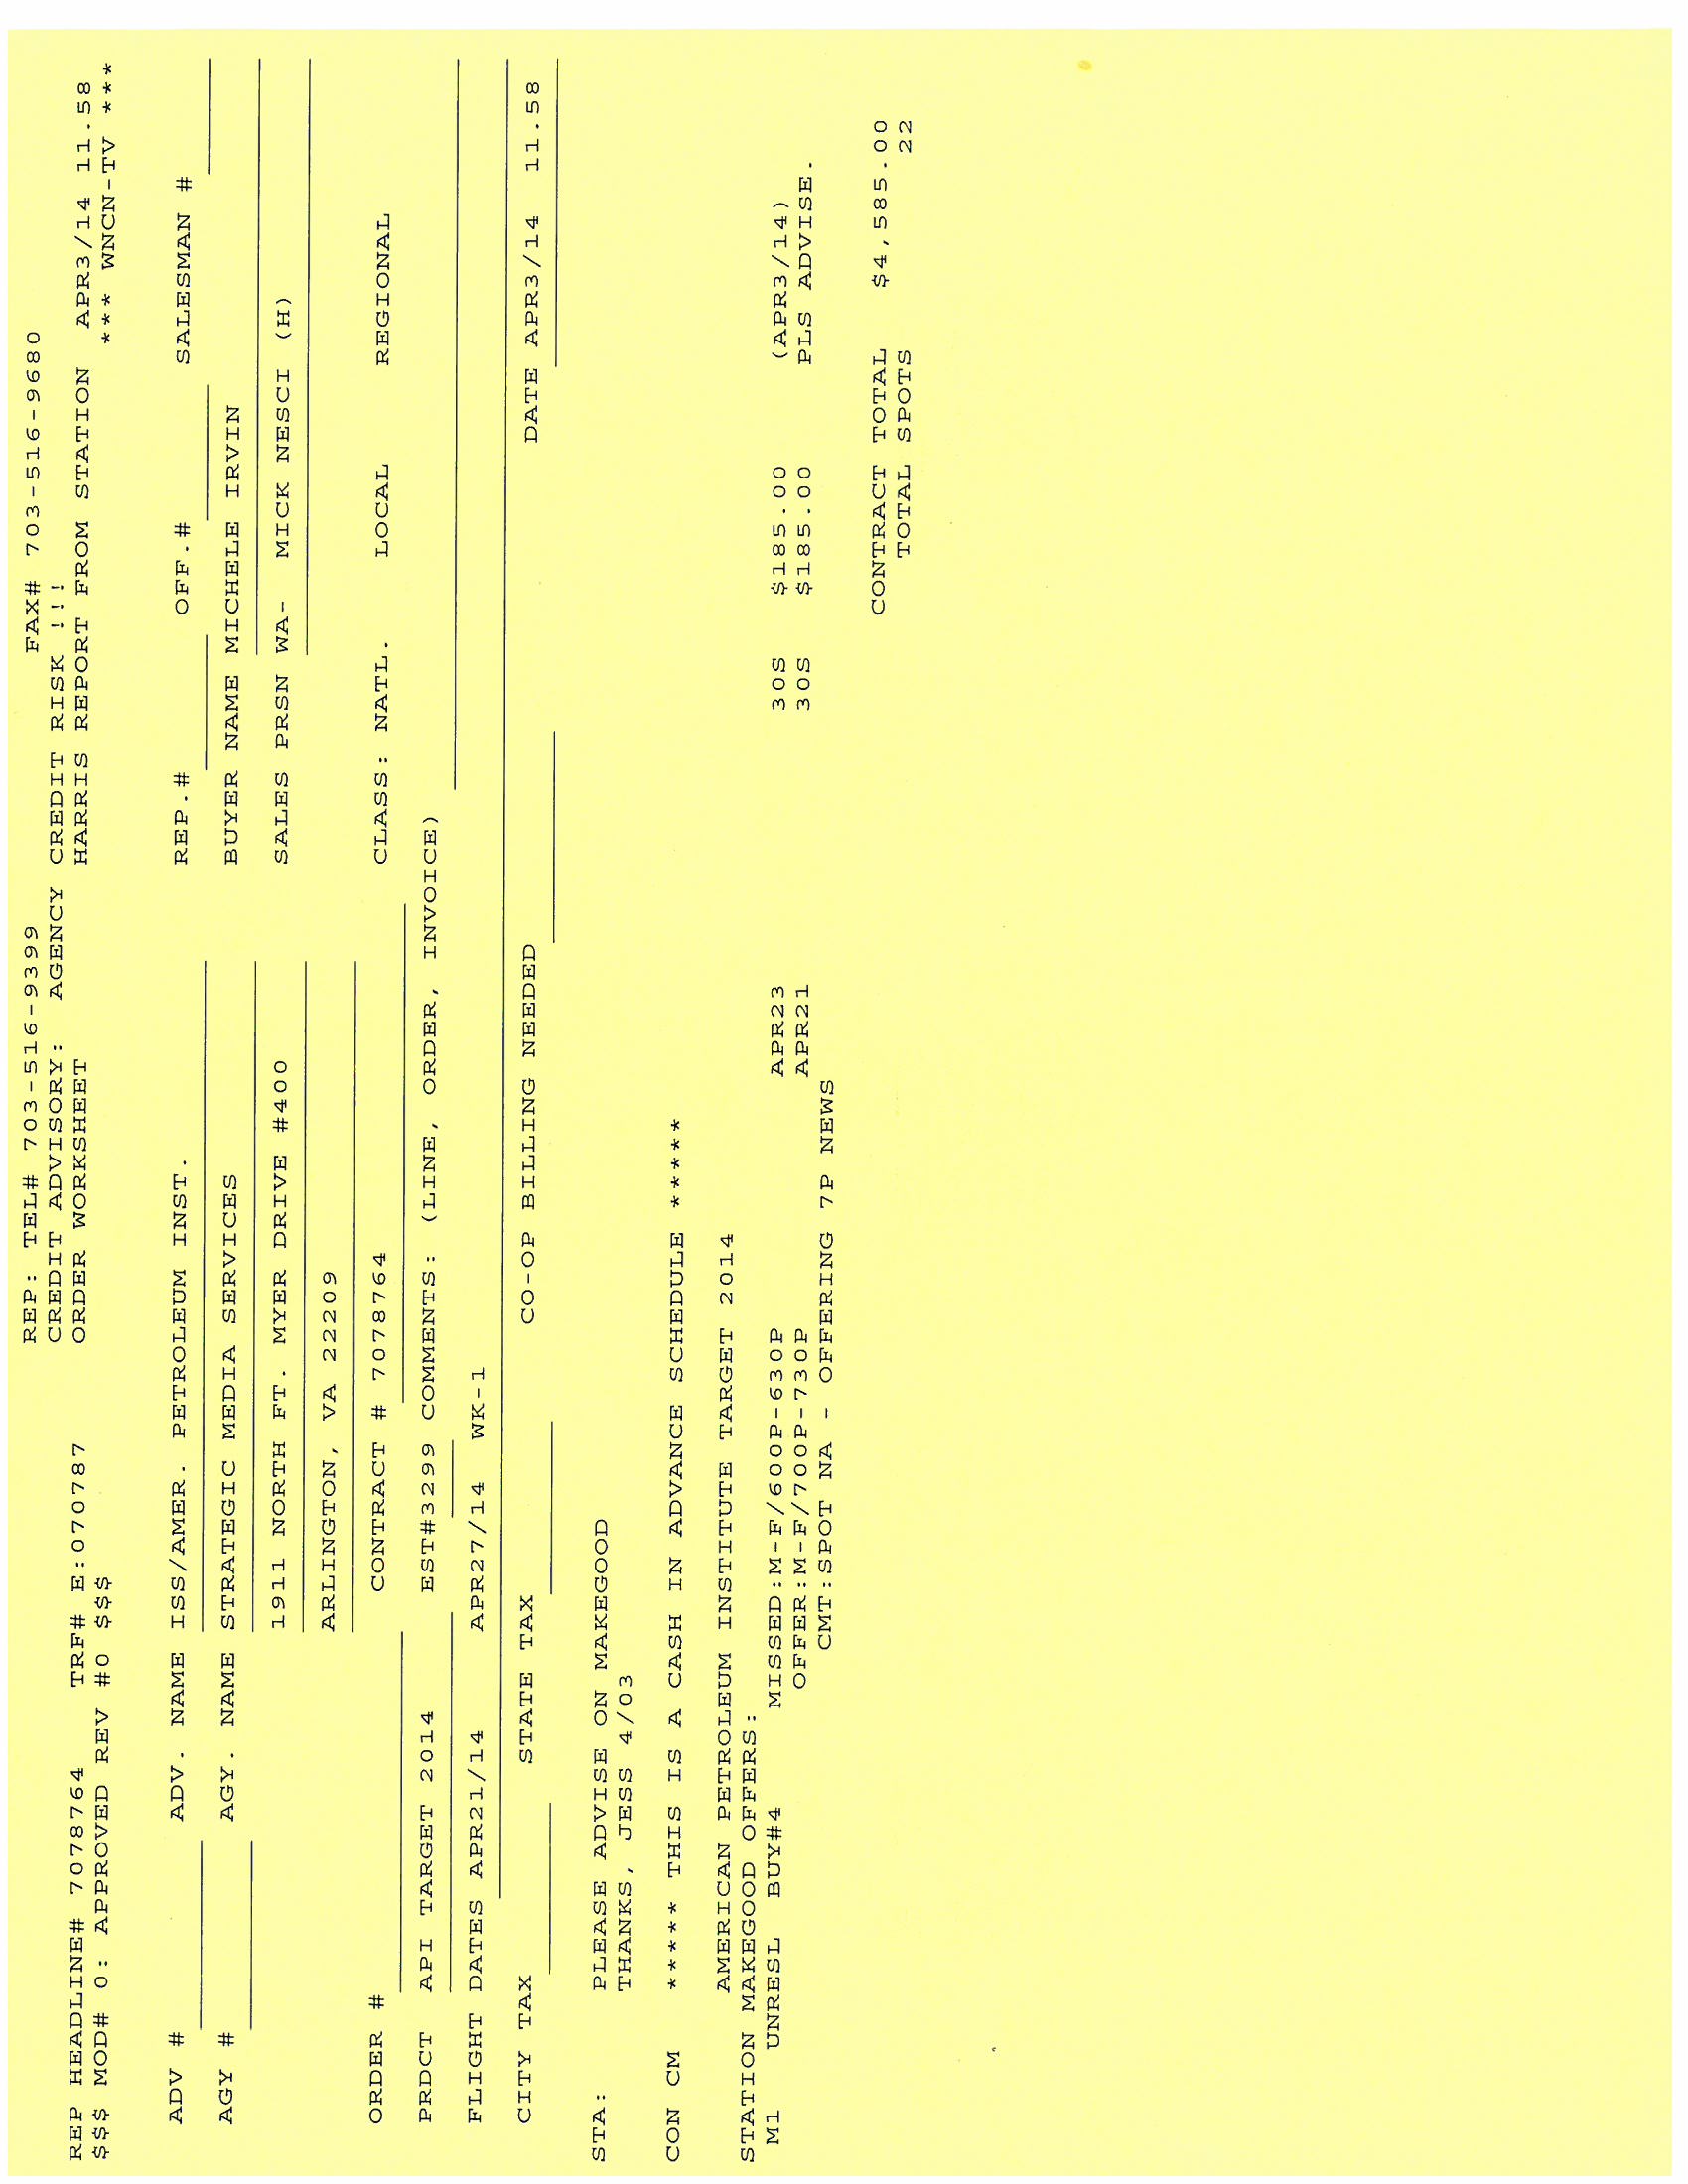 REP: TEL# 703-516-9399 FAX# 703-516-9680
CREDIT ADVISORY: AGENCY CREDIT RISK !!!
REP HEADLINE# 7078764 TRF# E:070787 ORDER WORKSHEET HARRIS REPORT FROM STATION APR3/14 11.58
$$$ MOD# 0: APPROVED REV #0 $$$ *** WNCN-TV ***
ADV # ADV. NAME ISS/AMER. PETROLEUM INST. REP.# OFF.# SALESMAN #
AGY # AGY. NAME STRATEGIC MEDIA SERVICES BUYER NAME MICHELE IRVIN
1911 NORTH FT. MYER DRIVE #400 SALES PRSN WA- MICK NESCI (H)
ARLINGTON, VA 22209
ORDER # CONTRACT # 7078764 CLASS: NATL. LOCAL REGIONAL
PRDCT API TARGET 2014 EST#3299 COMMENTS: (LINE, ORDER, INVOICE)
FLIGHT DATES APR21/14 APR27/14 WK-1
CITY TAX STATE TAX CO-OP BILLING NEEDED DATE APR3/14 11.58
STA: PLEASE ADVISE ON MAKEGOOD
THANKS, JESS 4/03
CON CM ***** THIS IS A CASH IN ADVANCE SCHEDULE *****
AMERICAN PETROLEUM INSTITUTE TARGET 2014
STATION MAKEGOOD OFFERS:
M1 UNRESL BUY#4 MISSED:M-F/600P-630P APR23 30S $185.00 (APR3/14)
OFFER:M-F/700P-730P APR21 30S $185.00 PLS ADVISE.
CMT:SPOT NA - OFFERING 7P NEWS
CONTRACT TOTAL $4,585.00
TOTAL SPOTS 22